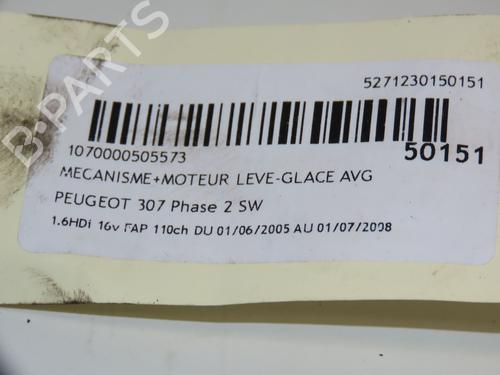 B-PARTS
5271230150151
1070000505573
50151
MECANISME+MOTEUR LEVE-GLACE AVG
PEUGEOT 307 Phase 2 SW
1.6HDi 16v FAP 110ch DU 01/06/2005 AU 01/07/2008